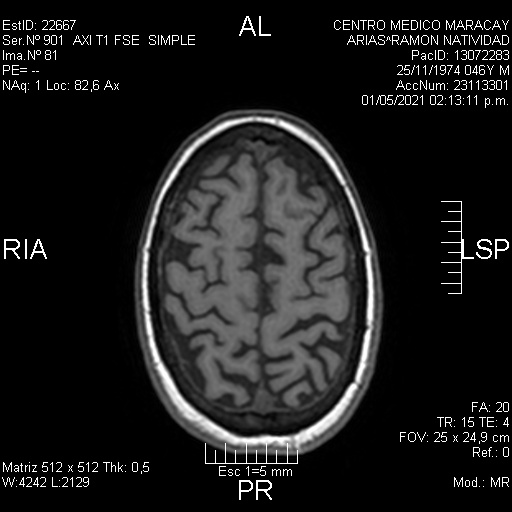 EstID: 22667
Ser.Nº 901 AXI T1 FSE SIMPLE
Ima.Nº 81
PE= --
NAq: 1 Loc: 82,6 Ax
AL
CENTRO MEDICO MARACAY
ARIAS^RAMON NATIVIDAD
PacID: 13072283
25/11/1974 046Y M
AccNum: 23113301
01/05/2021 02:13:11 p.m.
RIA
LSP
FA: 20
TR: 15 TE: 4
FOV: 25 x 24,9 cm
Ref.: 0
Mod.: MR
Matriz 512 x 512 Thk: 0,5
W:4242 L:2129
Esc 1=5 mm
PR